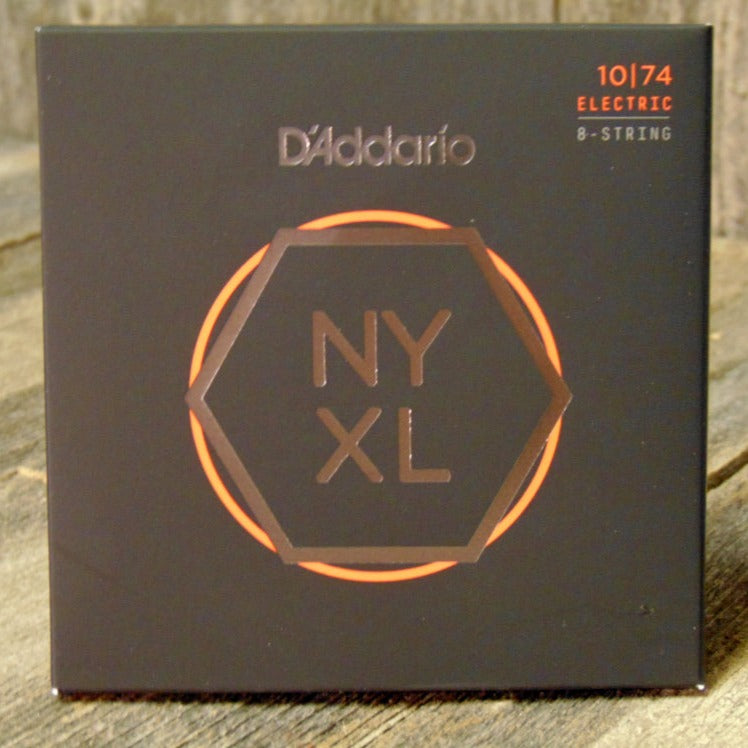 10|74
ELECTRIC
8-STRING
D'Addario
NY
XL